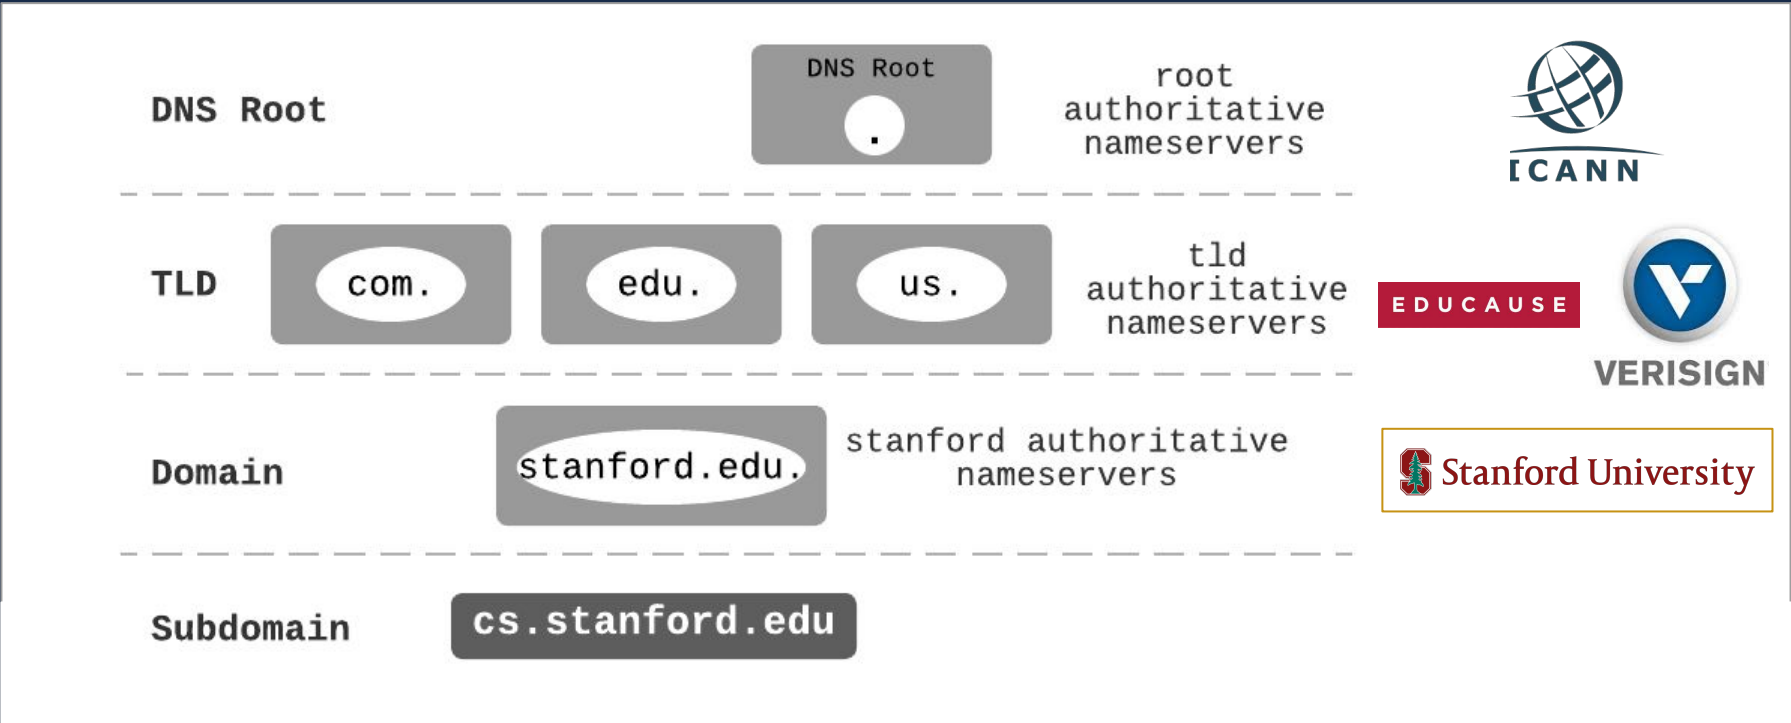 DNS Root
DNS Root
.
root
authoritative
nameservers
ICANN
TLD
com.
edu.
us.
tld
authoritative
nameservers
EDUCAUSE
VERISIGN
Domain
stanford.edu.
stanford authoritative
nameservers
S Stanford University
Subdomain
cs.stanford.edu